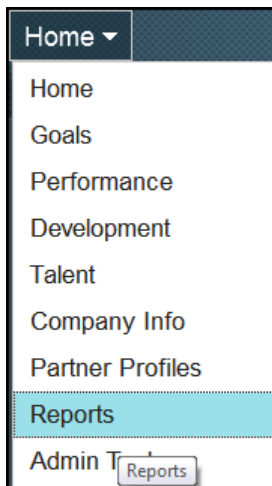 Home
Home
Goals
Performance
Development
Talent
Company Info
Partner Profiles
Reports
Admin
Reports